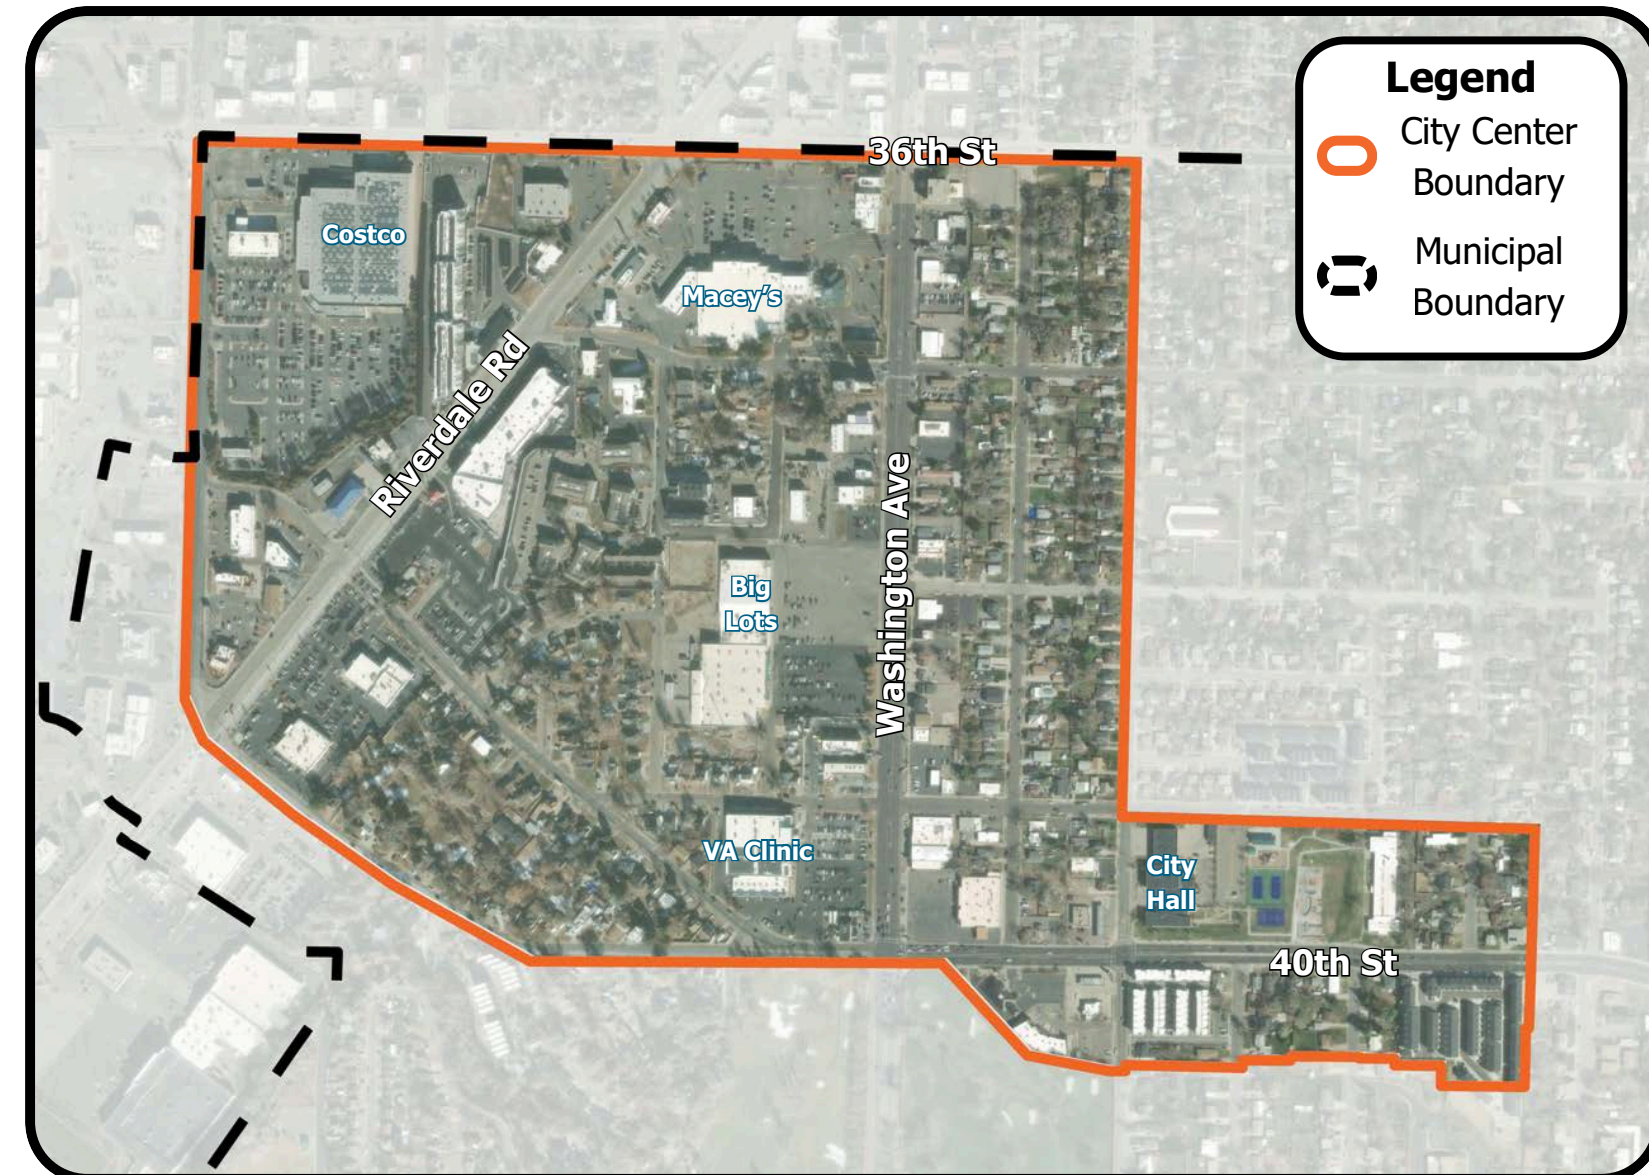 Legend
City Center
Boundary
Municipal
Boundary
36th St
Costco
Macey's
Riverdale Rd
Washington Ave
Big
Lots
VA Clinic
City
Hall
40th St